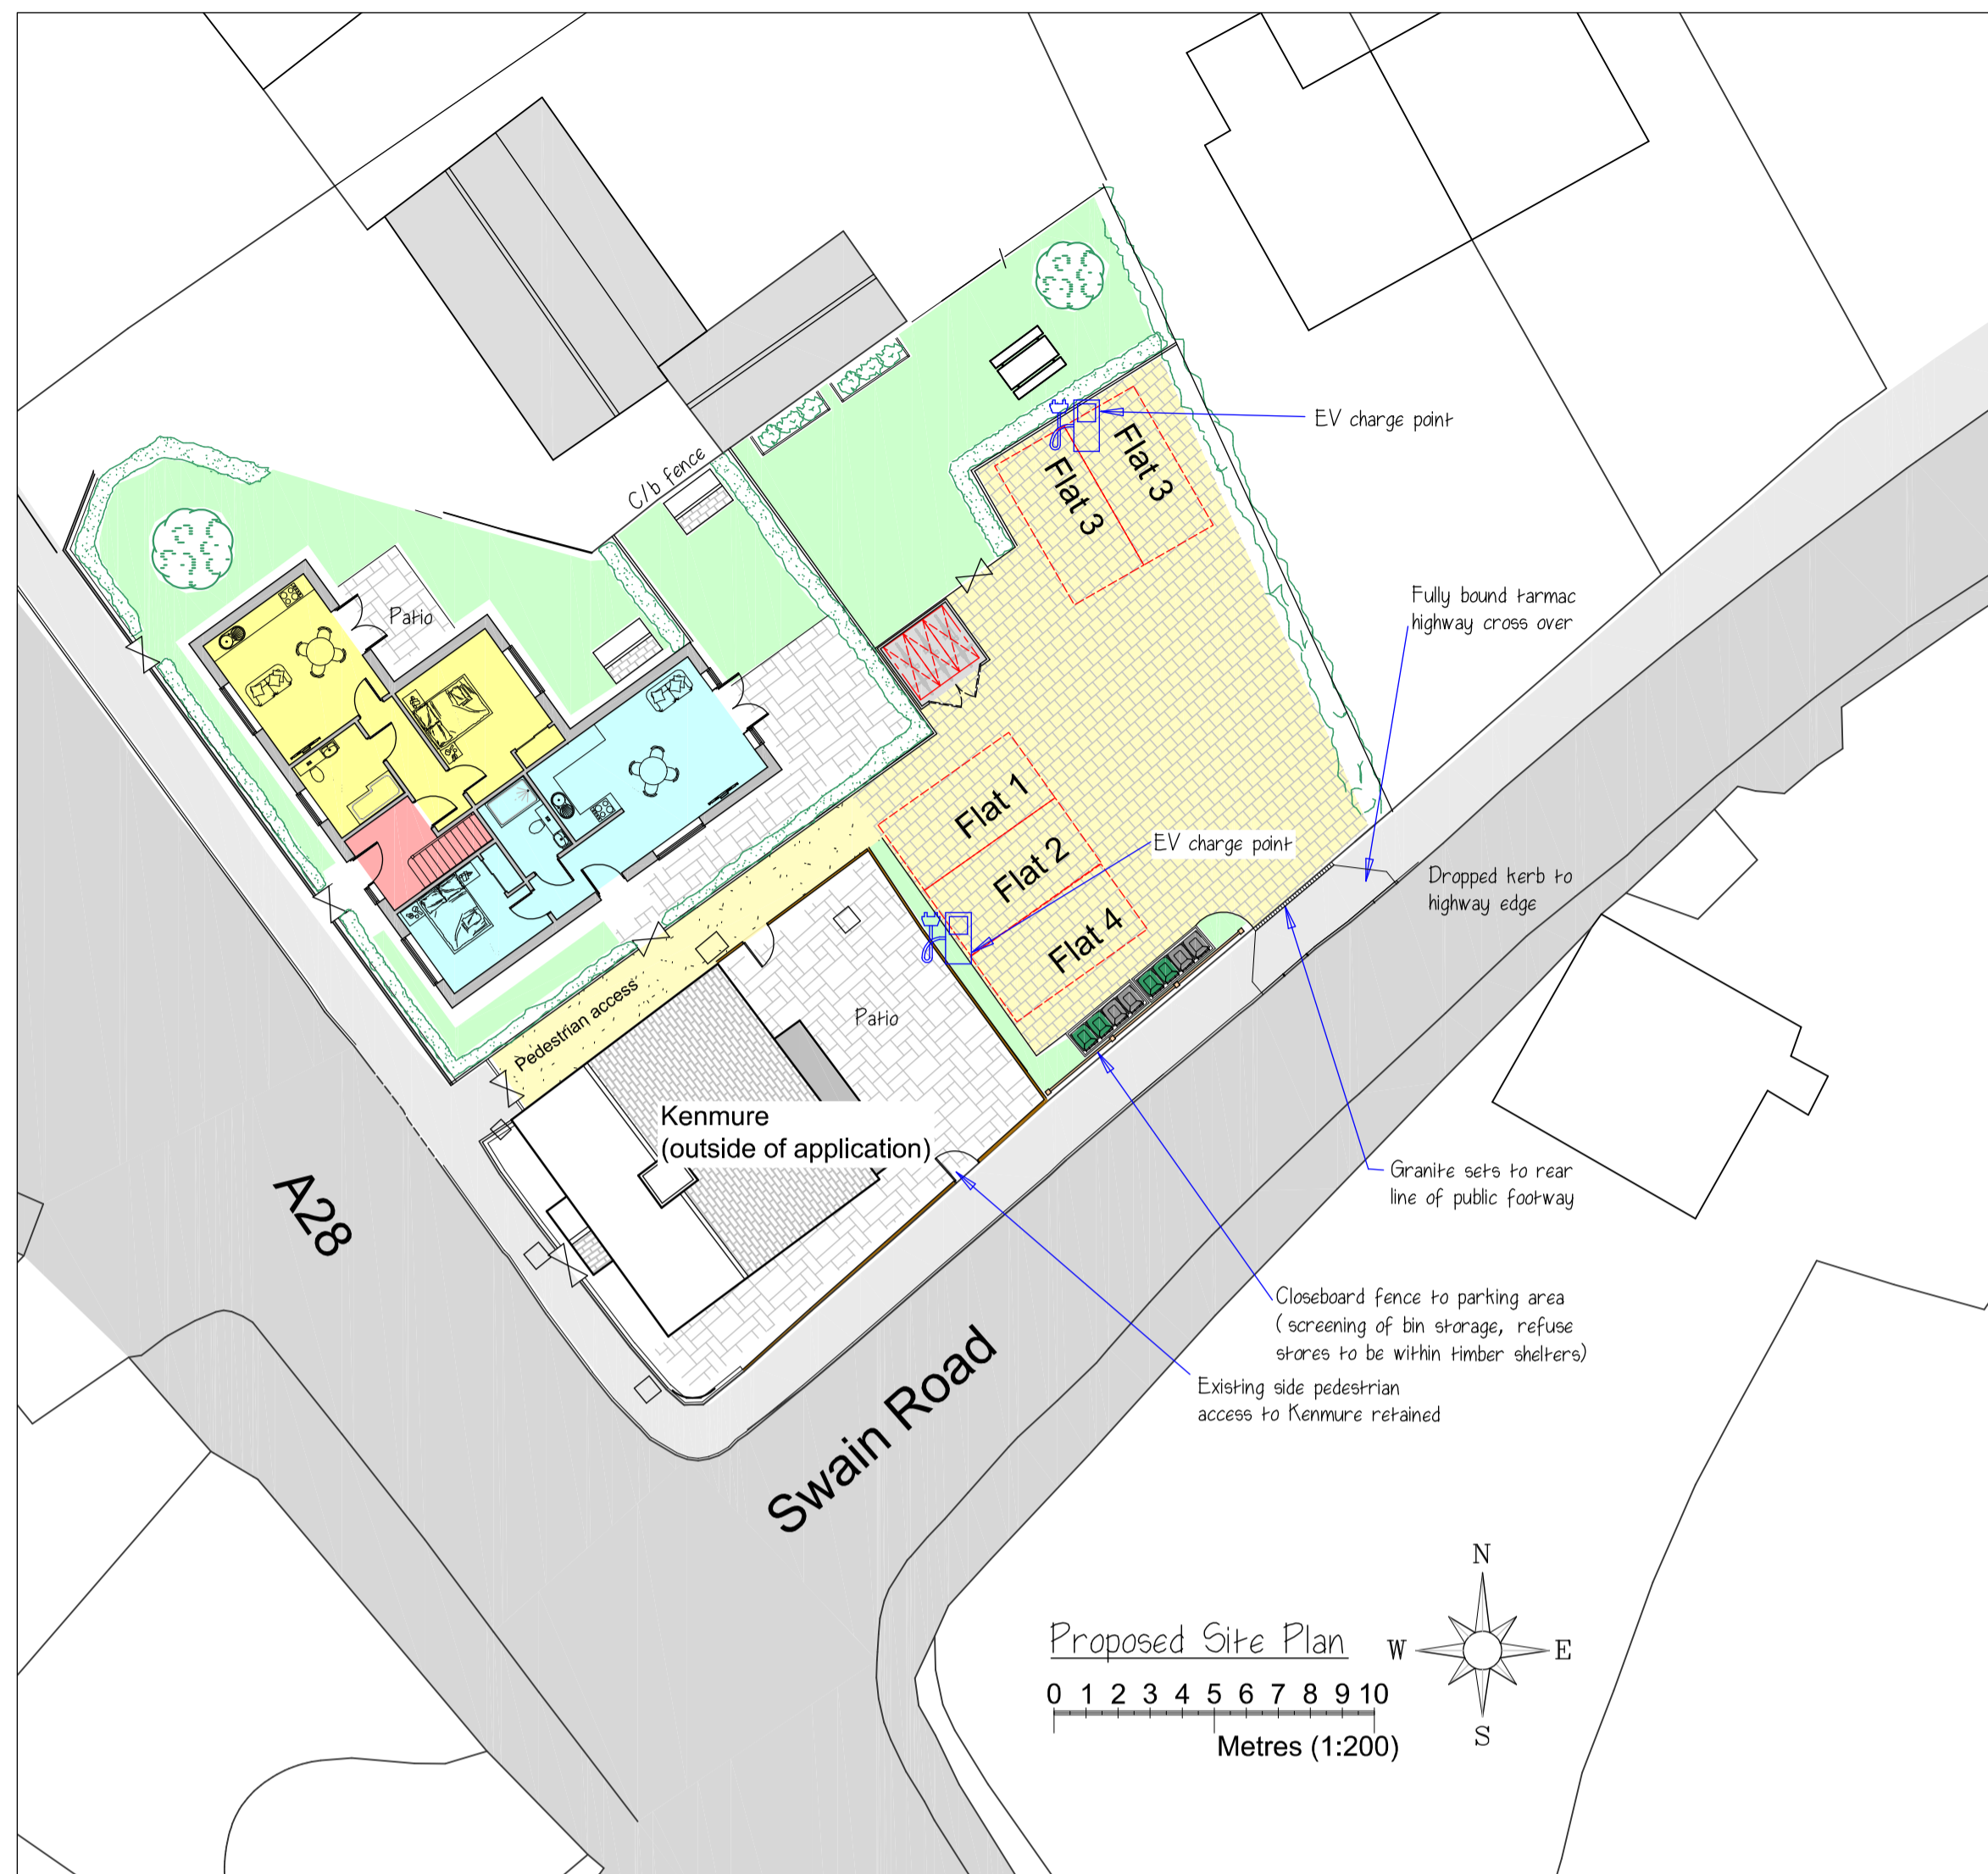 C/b fence
EV charge point
Flat 3
Flat 3
Fully bound tarmac
highway cross over
Patio
Flat 1
Flat 2
Flat 4
EV charge point
Dropped kerb to
highway edge
Pedestrian access
Patio
Kenmure
(outside of application)
Granite sets to rear
line of public footway
A28
Closeboard fence to parking area
(screening of bin storage, refuse
stores to be within timber shelters)
Existing side pedestrian
access to Kenmure retained
Swain Road
Proposed Site Plan
0 1 2 3 4 5 6 7 8 9 10
Metres (1:200)
N
W
E
S